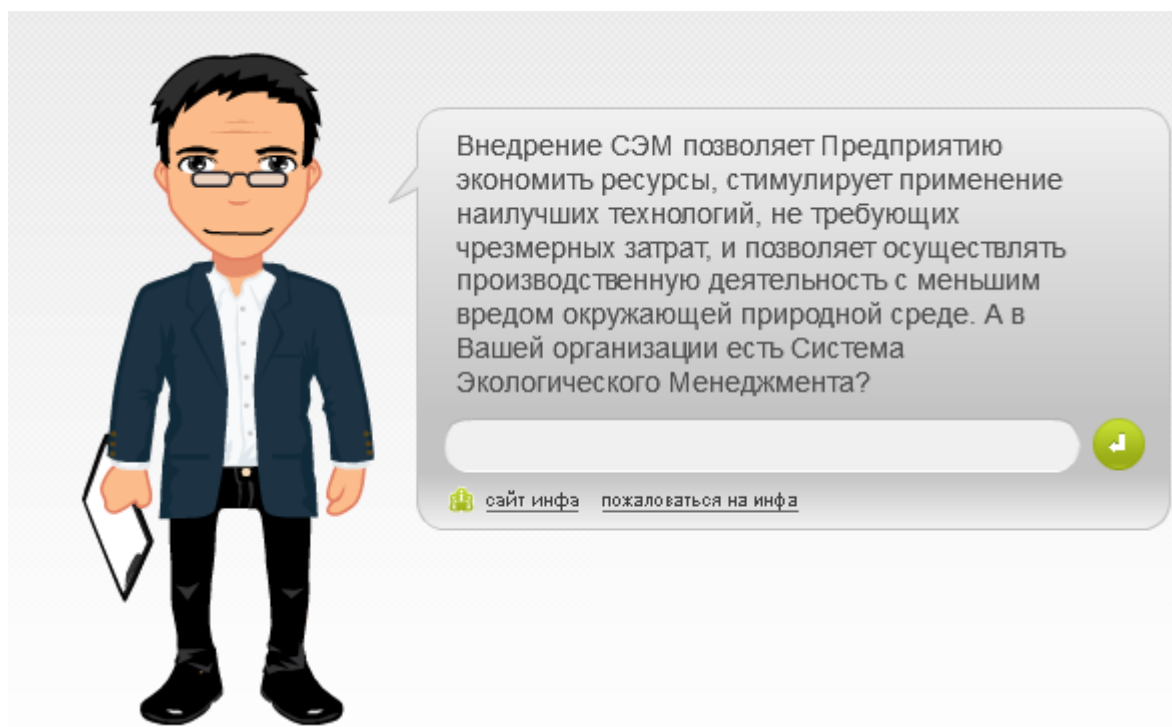 Внедрение СЭМ позволяет Предприятию
экономить ресурсы, стимулирует применение
наилучших технологий, не требующих
чрезмерных затрат, и позволяет осуществлять
производственную деятельность с меньшим
вредом окружающей природной среде. А в
Вашей организации есть Система
Экологического Менеджмента?
сайт инфа пожаловаться на инфа